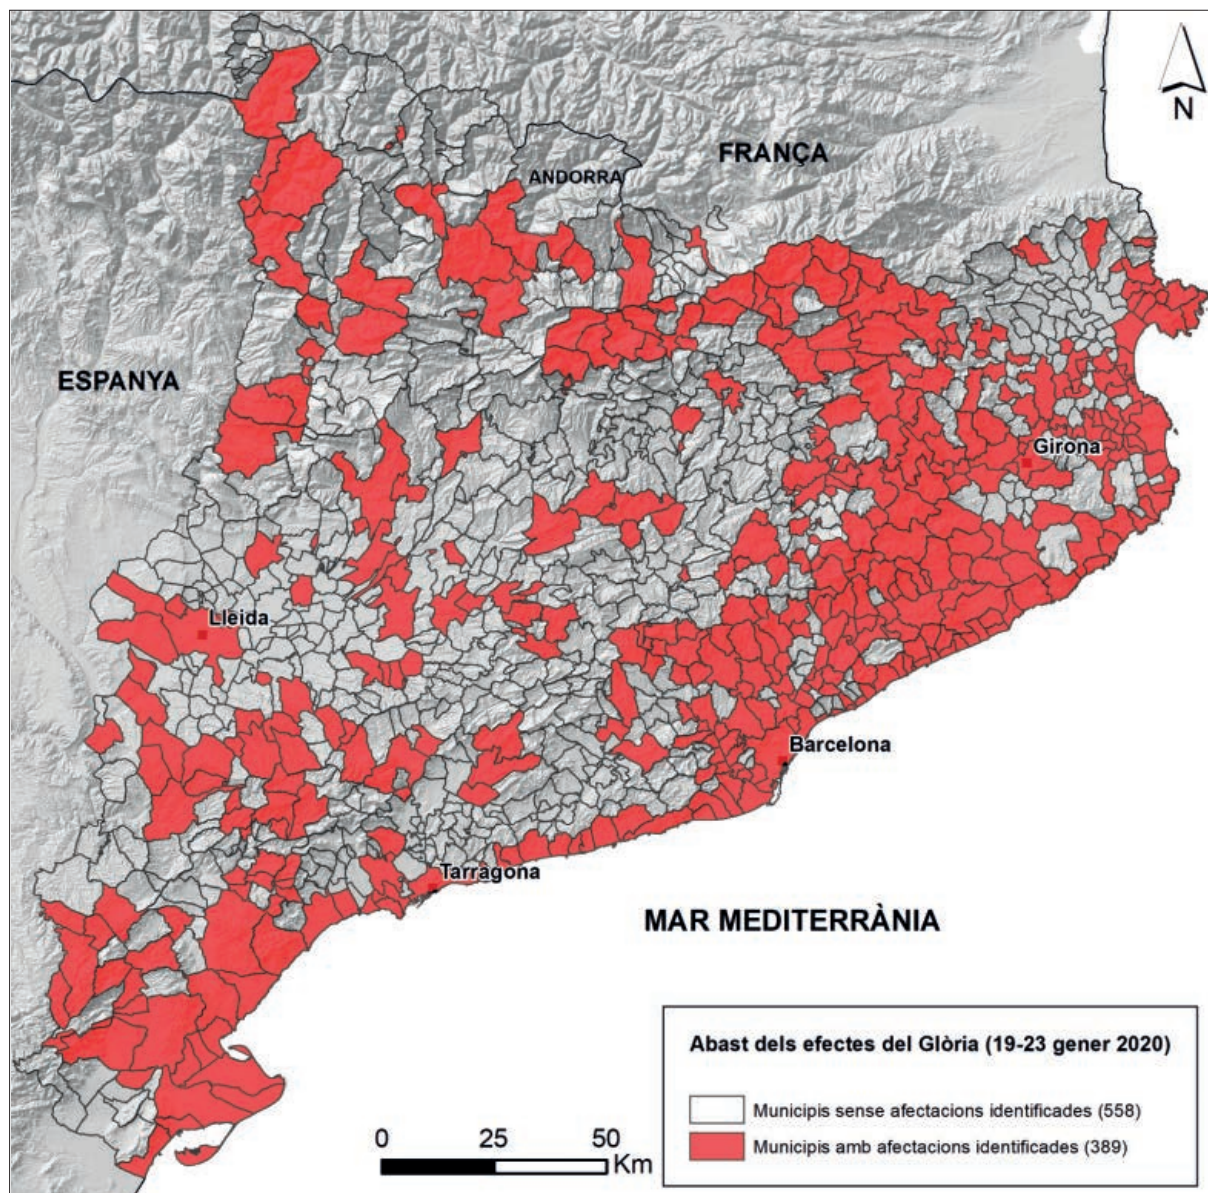 N
FRANÇA
ANDORRA
ESPANYA
Girona
Lleida
Barcelona
Tarragona
MAR MEDITERRÀNIA
Abast dels efectes del Glòria (19-23 gener 2020)
Municipis sense afectacions identificades (558)
Municipis amb afectacions identificades (389)
0 25 50
Km